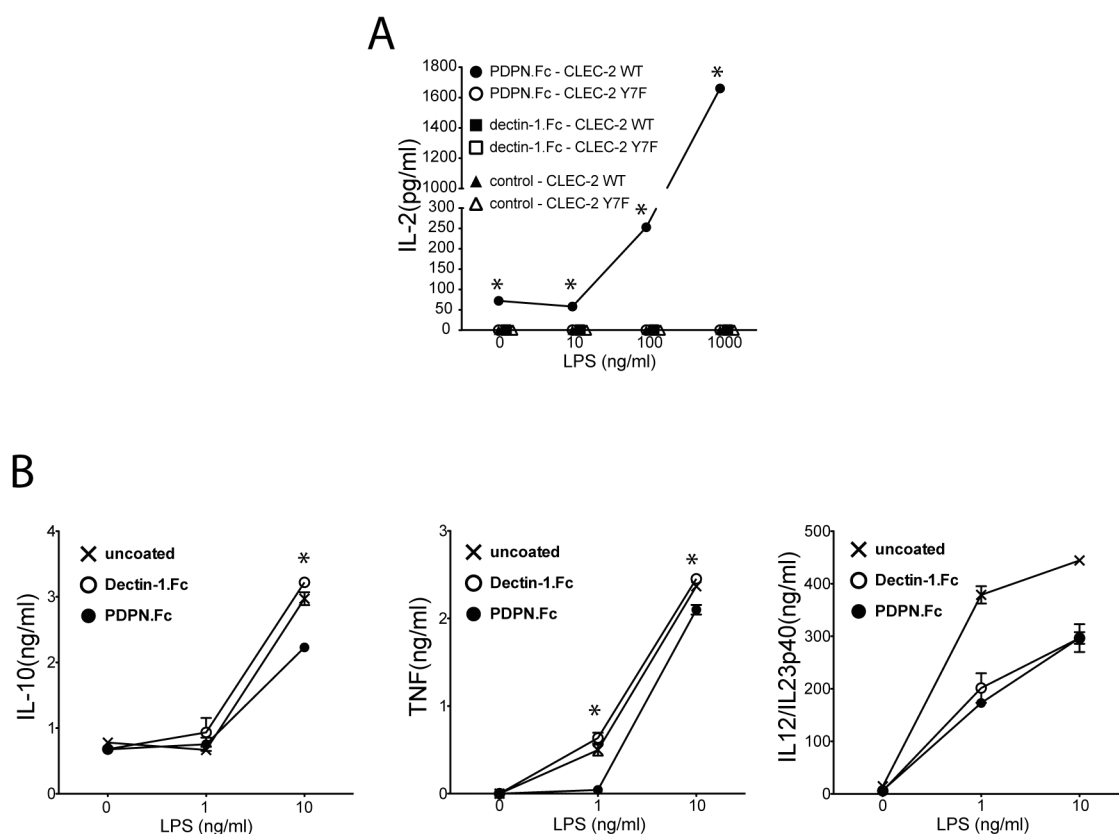 A
PDPN.Fc - CLEC-2 WT
PDPN.Fc - CLEC-2 Y7F
dectin-1.Fc - CLEC-2 WT
dectin-1.Fc - CLEC-2 Y7F
control - CLEC-2 WT
control - CLEC-2 Y7F
IL-2(pg/ml)
1800
1600
1400
1200
1000
300
250
200
150
100
50
0
* * * *
0 10 100 1000
LPS (ng/ml)
B
IL-10(ng/ml)
4
3
2
1
0
uncoated
Dectin-1.Fc
PDPN.Fc
*
0 1 10
LPS (ng/ml)
TNF(ng/ml)
3
2
1
0
uncoated
Dectin-1.Fc
PDPN.Fc
* *
0 1 10
LPS (ng/ml)
IL12/IL23p40(ng/ml)
500
400
300
200
100
0
uncoated
Dectin-1.Fc
PDPN.Fc
0 1 10
LPS (ng/ml)